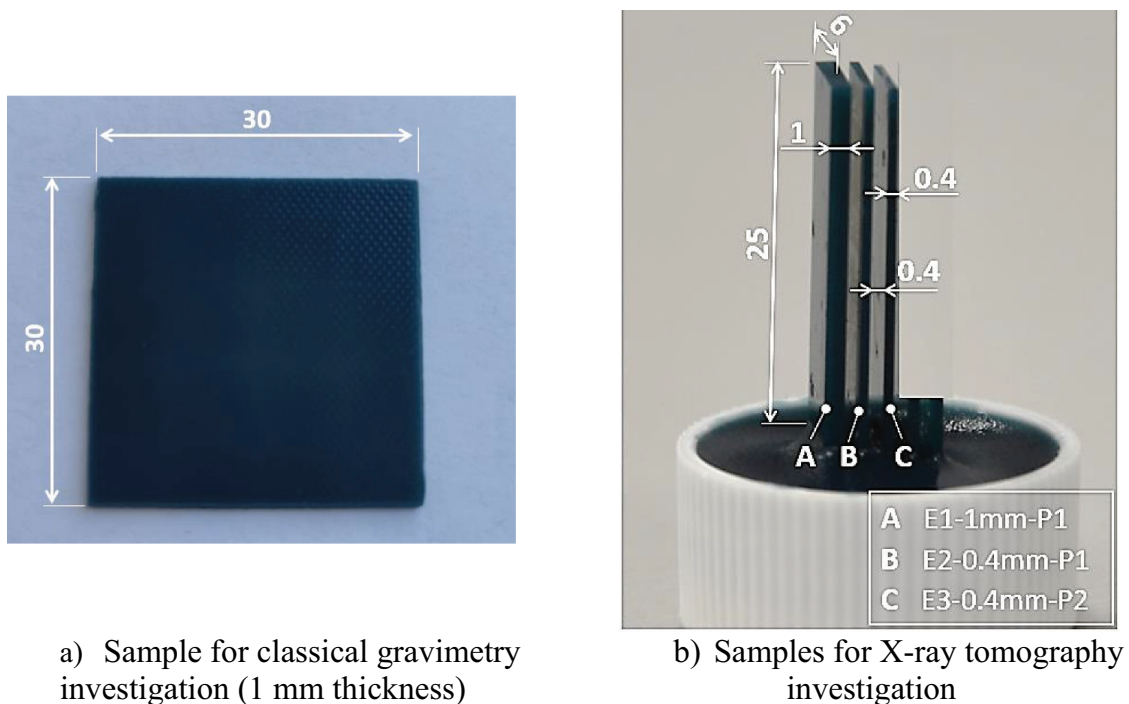 30
30
6
1
0.4
25
0.4
A B C
A E1-1mm-P1
B E2-0.4mm-P1
C E3-0.4mm-P2
a) Sample for classical gravimetry
investigation (1 mm thickness)
b) Samples for X-ray tomography
investigation